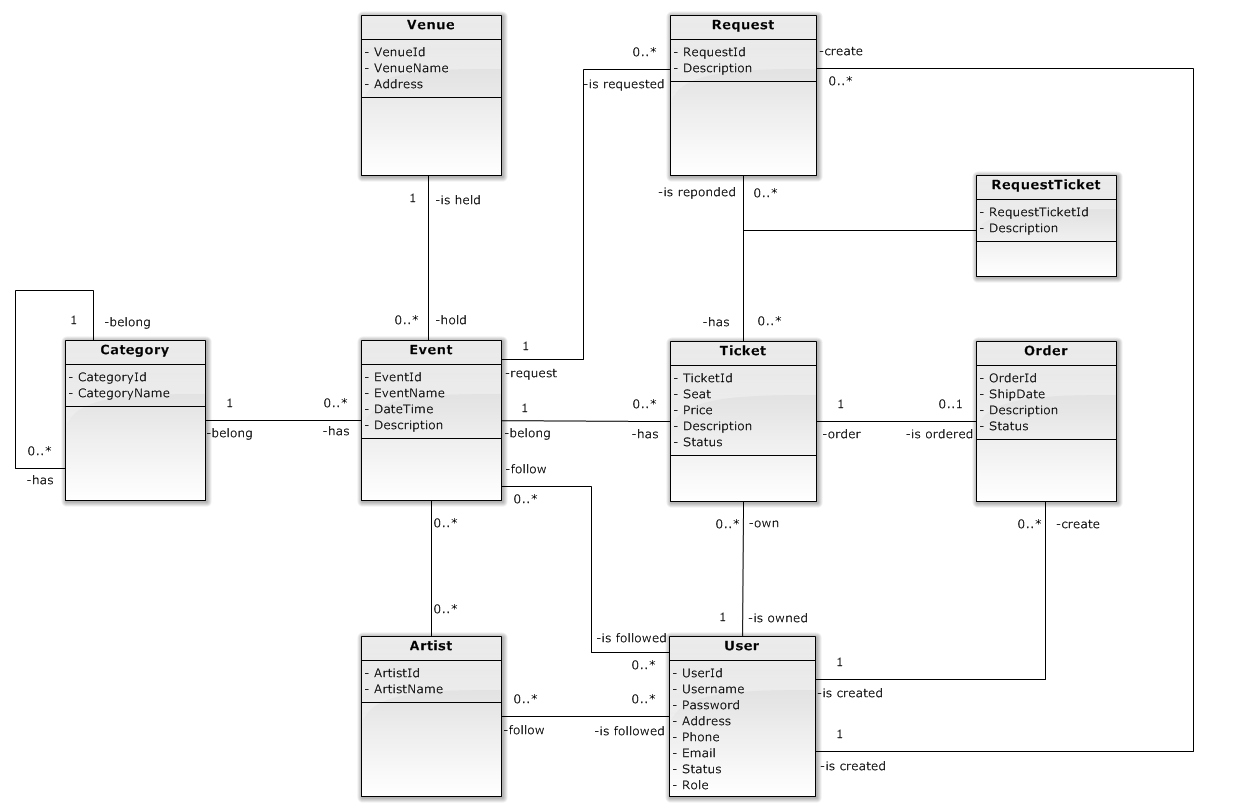 Venue
- VenueId
- VenueName
- Address
Request
- RequestId
- Description
0..*
-is requested
-create
0..*
1
-is held
-is reponded
0..*
RequestTicket
- RequestTicketId
- Description
0..*
-hold
-has
0..*
1
-belong
Category
- CategoryId
- CategoryName
0..*
-has
1
-belong
0..*
-has
Event
- EventId
- EventName
- DateTime
- Description
1
-request
1
-belong
0..*
-has
-follow
0..*
Ticket
- TicketId
- Seat
- Price
- Description
- Status
1
-order
0..1
-is ordered
Order
- OrderId
- ShipDate
- Description
- Status
0..*
0..*
-own
0..*
-create
0..*
1
-is owned
-is followed
0..*
Artist
- ArtistId
- ArtistName
0..*
-follow
0..*
-is followed
User
- UserId
- Username
- Password
- Address
- Phone
- Email
- Status
- Role
1
-is created
1
-is created